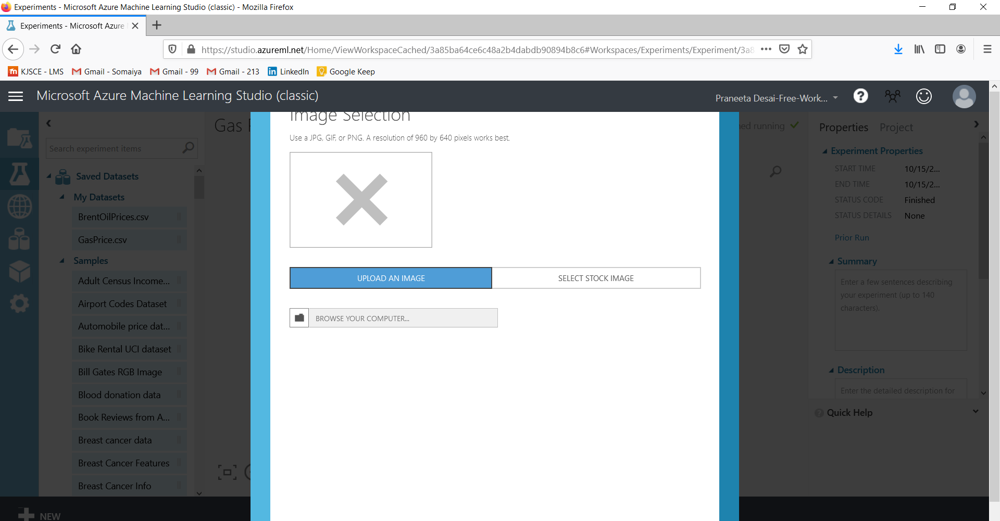 Experiments - Microsoft Azure Machine Learning Studio (classic) - Mozilla Firefox
Experiments - Microsoft Azure
https://studio.azureml.net/Home/ViewWorkspaceCached/3a85ba64ce6c48a2b4dabdb90894b8c6#Workspaces/Experiments/Experiment/3a8
KJSCE - LMS Gmail - Somaiya Gmail - 99 Gmail - 213 LinkedIn Google Keep
Microsoft Azure Machine Learning Studio (classic)
Praneeta Desai-Free-Work...
Search experiment items
Saved Datasets
My Datasets
BrentOilPrices.csv
GasPrice.csv
Samples
Adult Census Income...
Airport Codes Dataset
Automobile price dat...
Bike Rental UCI dataset
Bill Gates RGB Image
Blood donation data
Book Reviews from A...
Breast cancer data
Breast Cancer Features
Breast Cancer Info
NEW
Gas
Image Selection
Use a JPG, GIF, or PNG. A resolution of 960 by 640 pixels works best.
UPLOAD AN IMAGE
SELECT STOCK IMAGE
BROWSE YOUR COMPUTER...
running
Properties Project
Experiment Properties
START TIME 10/15/2...
END TIME 10/15/2...
STATUS CODE Finished
STATUS DETAILS None
Prior Run
Summary
Enter a few sentences describing
your experiment (up to 140
characters).
Description
Enter the detailed description for
Quick Help